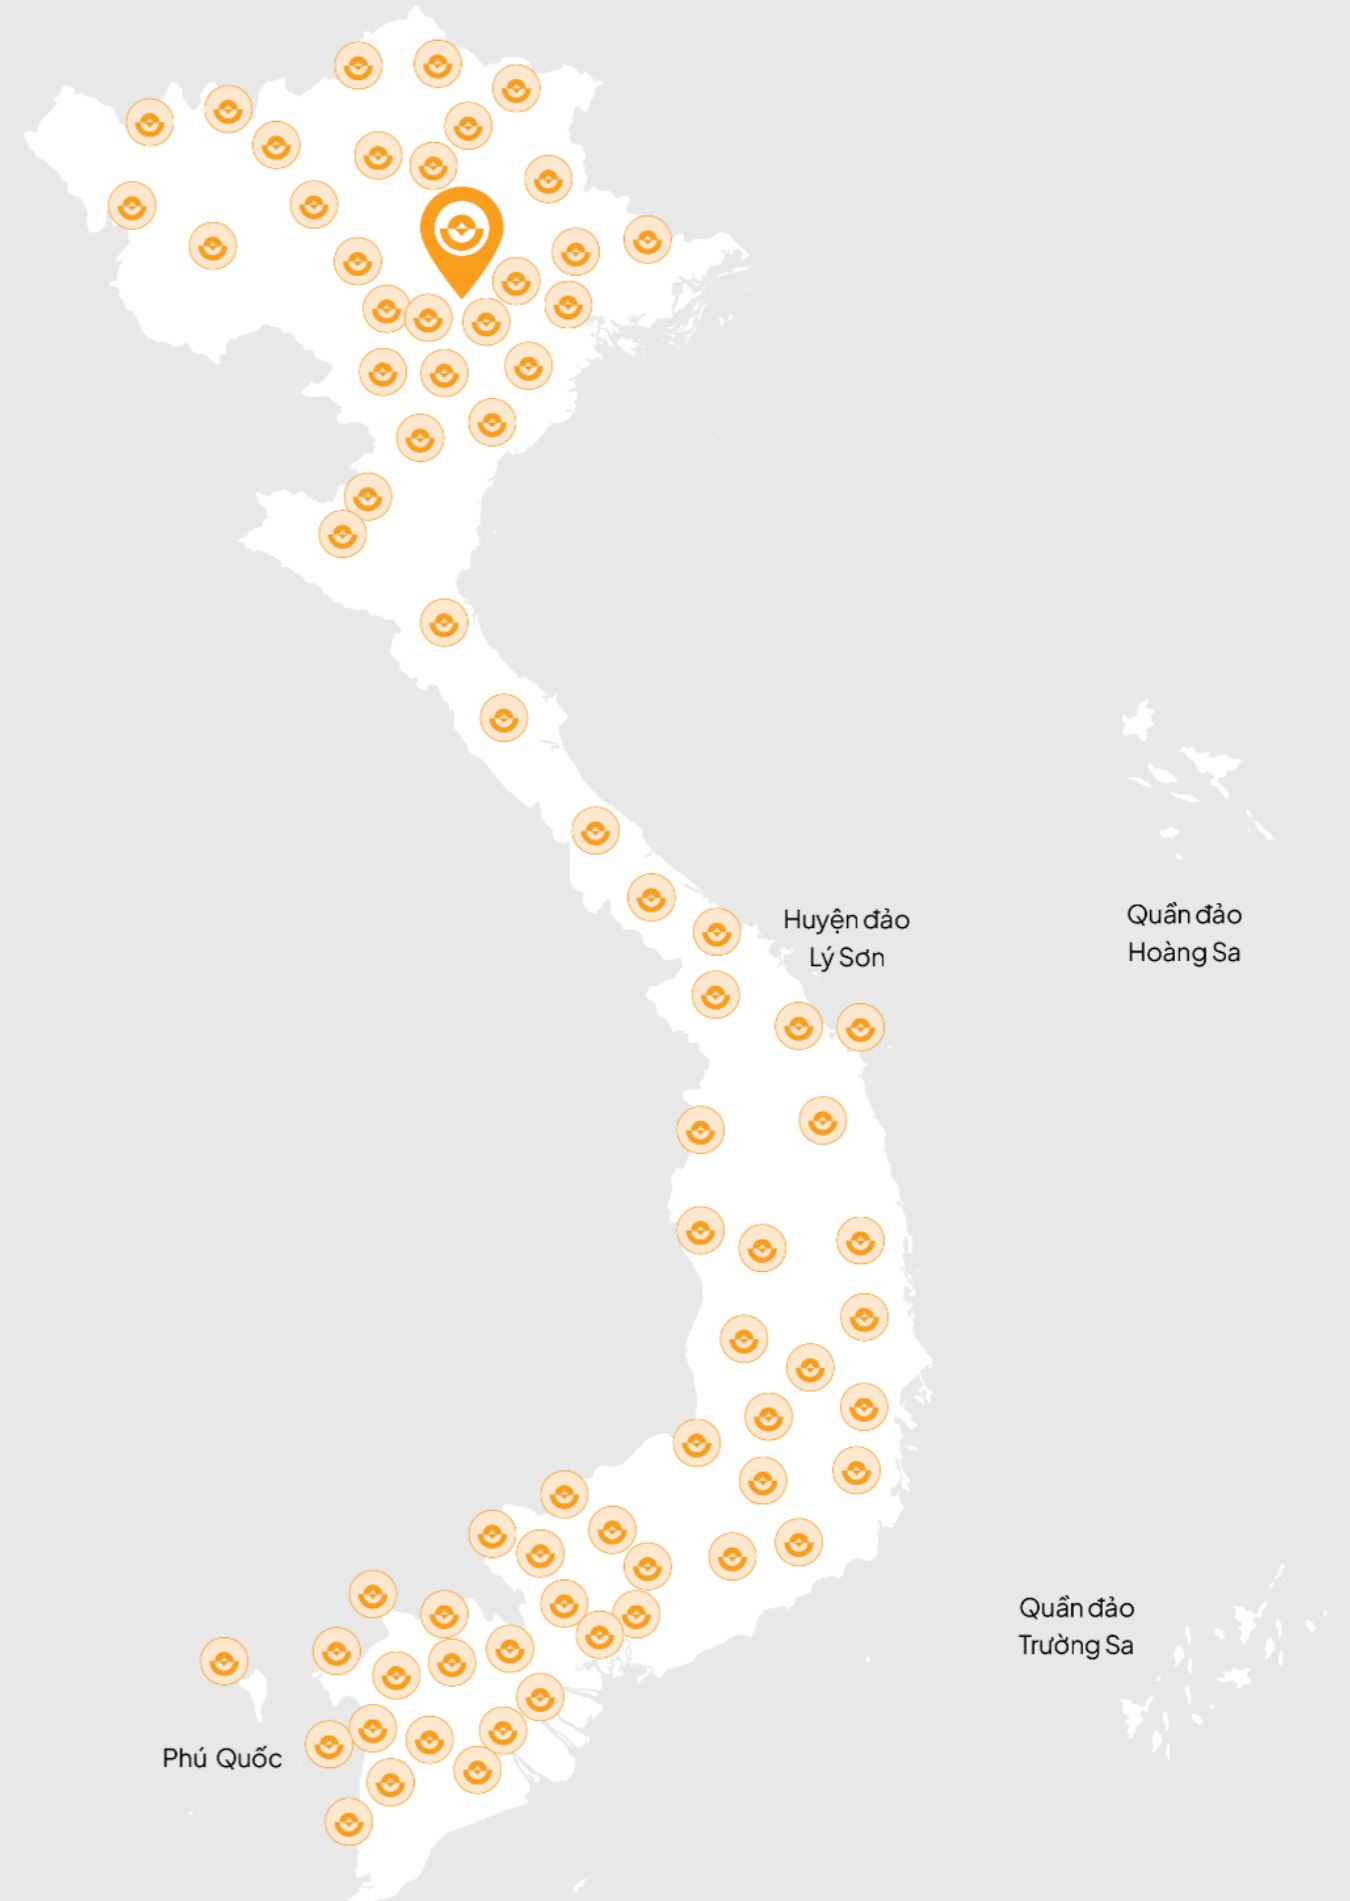 Huyện đảo
Lý Sơn
Quần đảo
Hoàng Sa
Quần đảo
Trường Sa
Phú Quốc